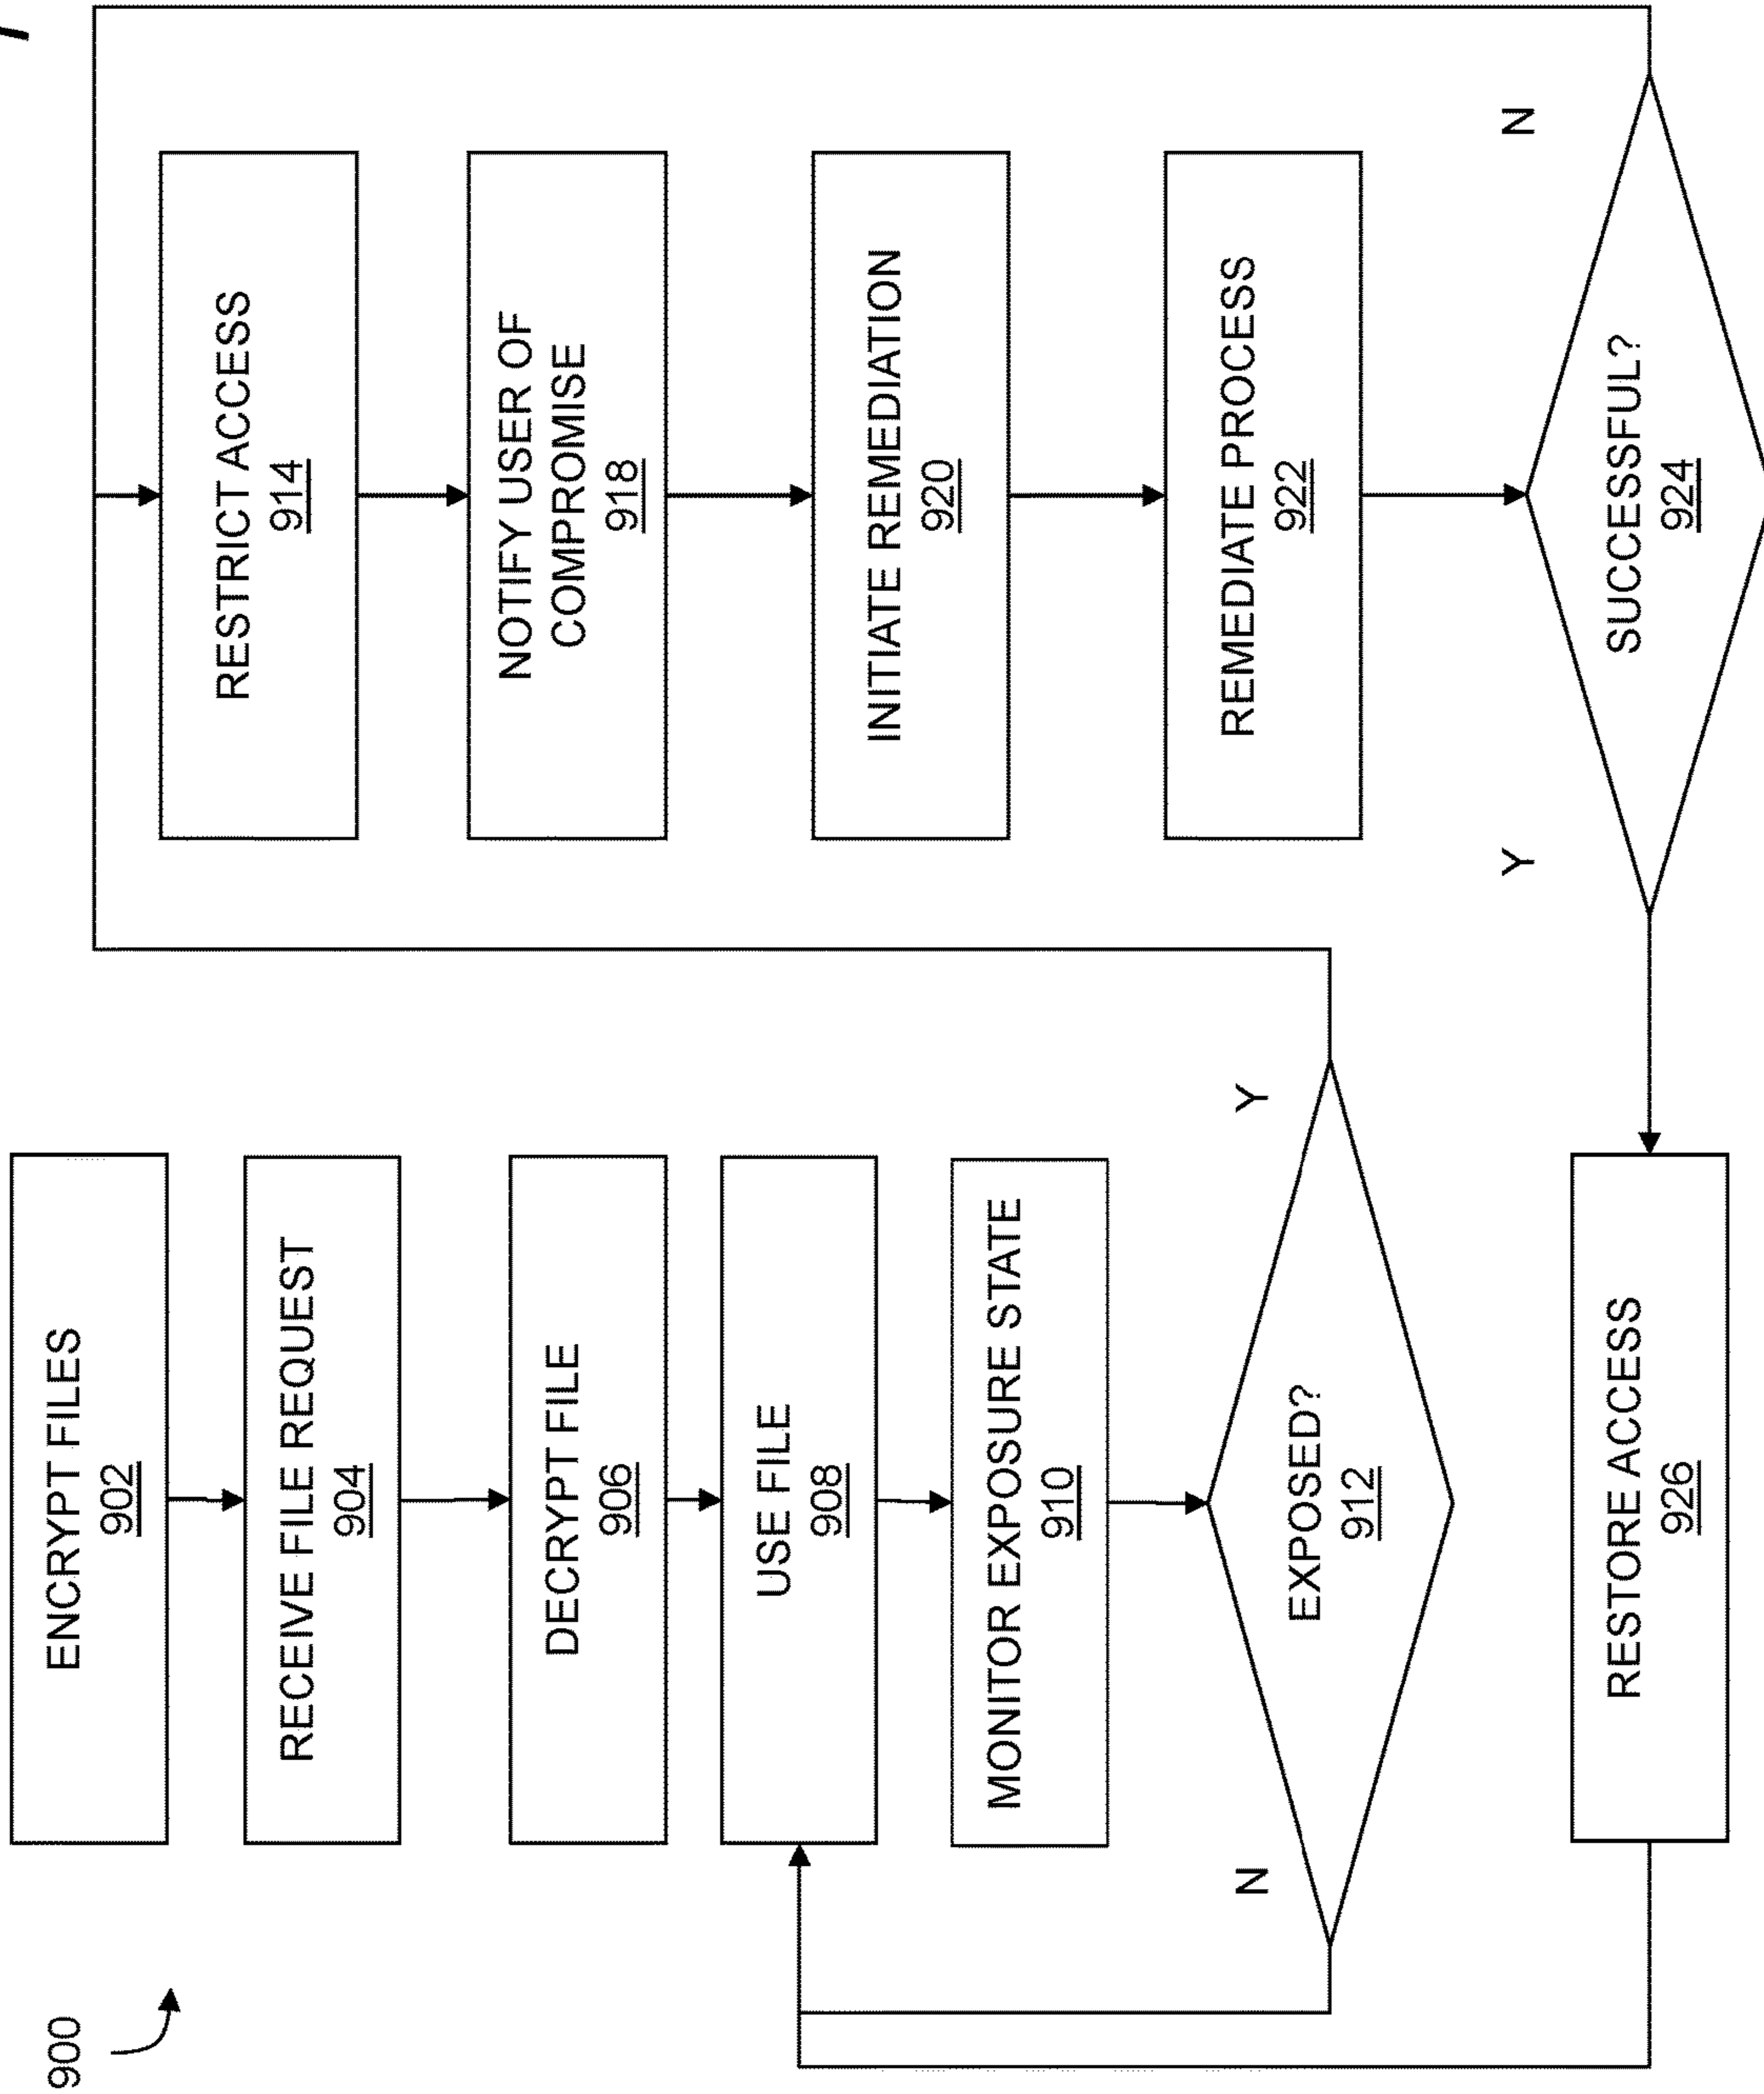 900
ENCRYPT FILES
902
RECEIVE FILE REQUEST
904
DECRYPT FILE
906
USE FILE
908
MONITOR EXPOSURE STATE
910
EXPOSED?
912
N
Y
RESTORE ACCESS
926
RESTRICT ACCESS
914
NOTIFY USER OF
COMPROMISE
918
INITIATE REMEDIATION
920
REMEDIATE PROCESS
922
SUCCESSFUL?
924
Y
N